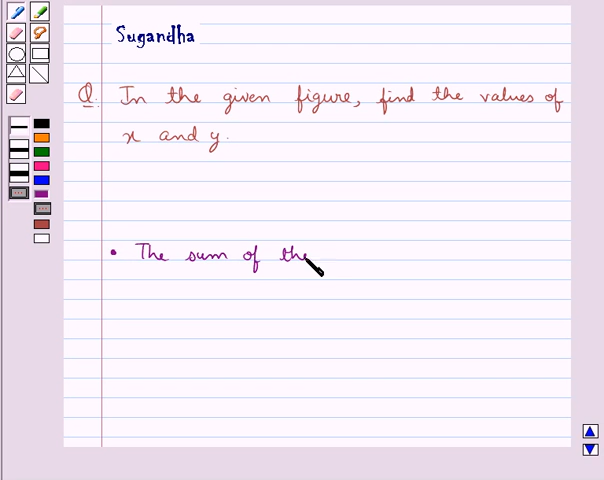 Sugandha
Q. In the given figure, find the values of
x and y.
• The sum of the